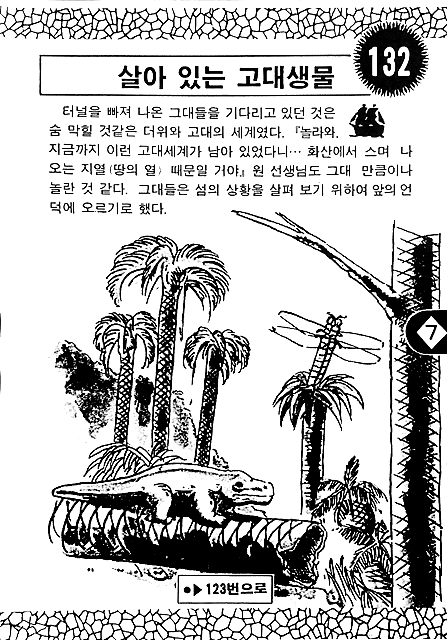 132
살아 있는 고대생물
터널을 빠져 나온 그대들을 기다리고 있던 것은
숨 막힐 것같은 더위와 고대의 세계였다. 『놀라와,
지금까지 이런 고대세계가 남아 있었다니… 화산에서 스며 나
오는 지열(땅의 열) 때문일 거야』 원 선생님도 그대 만큼이나
놀란 것 같다. 그대들은 섬의 상황을 살펴 보기 위하여 앞의 언
덕에 오르기로 했다.
7
●▶123번으로